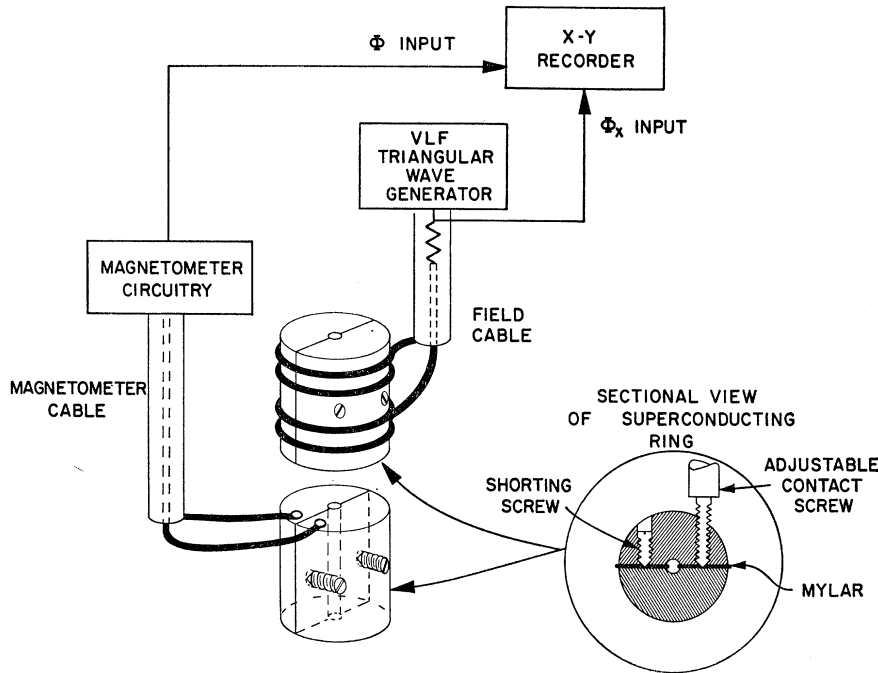 Φ INPUT
X-Y
RECORDER
Φx INPUT
VLF
TRIANGULAR
WAVE
GENERATOR
MAGNETOMETER
CIRCUITRY
FIELD
CABLE
MAGNETOMETER
CABLE
SECTIONAL VIEW
OF SUPERCONDUCTING
RING
SHORTING
SCREW
ADJUSTABLE
CONTACT
SCREW
MYLAR